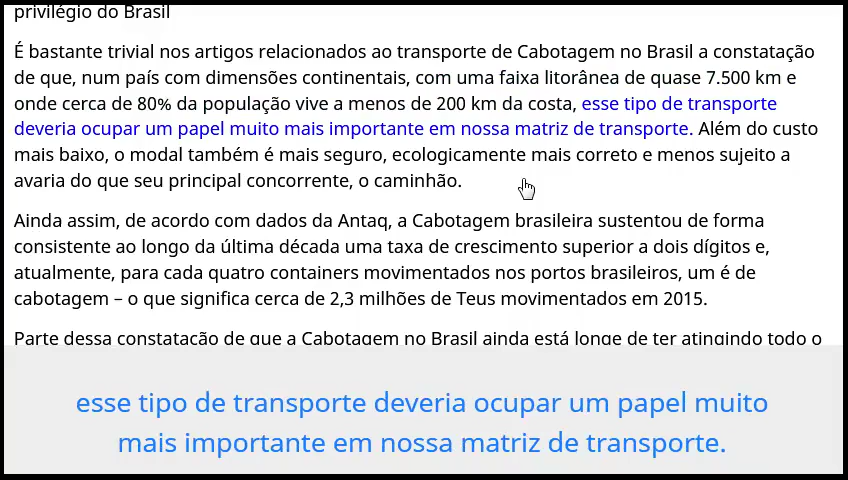 privilégio do Brasil
É bastante trivial nos artigos relacionados ao transporte de Cabotagem no Brasil a constatação
de que, num país com dimensões continentais, com uma faixa litorânea de quase 7.500 km e
onde cerca de 80% da população vive a menos de 200 km da costa, esse tipo de transporte
deveria ocupar um papel muito mais importante em nossa matriz de transporte. Além do custo
mais baixo, o modal também é mais seguro, ecologicamente mais correto e menos sujeito a
avaria do que seu principal concorrente, o caminhão.
Ainda assim, de acordo com dados da Antaq, a Cabotagem brasileira sustentou de forma
consistente ao longo da última década uma taxa de crescimento superior a dois dígitos e,
atualmente, para cada quatro containers movimentados nos portos brasileiros, um é de
cabotagem – o que significa cerca de 2,3 milhões de Teus movimentados em 2015.
Parte dessa constatação de que a Cabotagem no Brasil ainda está longe de ter atingindo todo o
esse tipo de transporte deveria ocupar um papel muito
mais importante em nossa matriz de transporte.